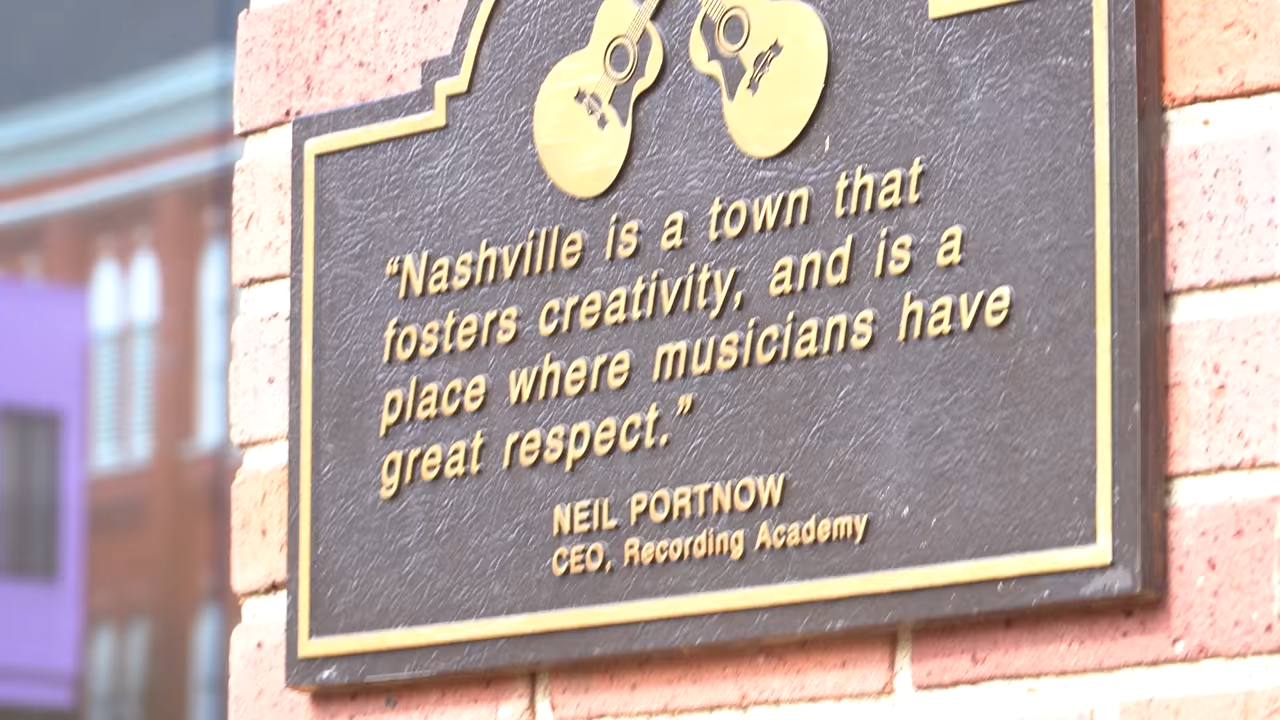 “Nashville is a town that
fosters creativity, and is a
place where musicians have
great respect.”
NEIL PORTNOW
CEO, Recording Academy